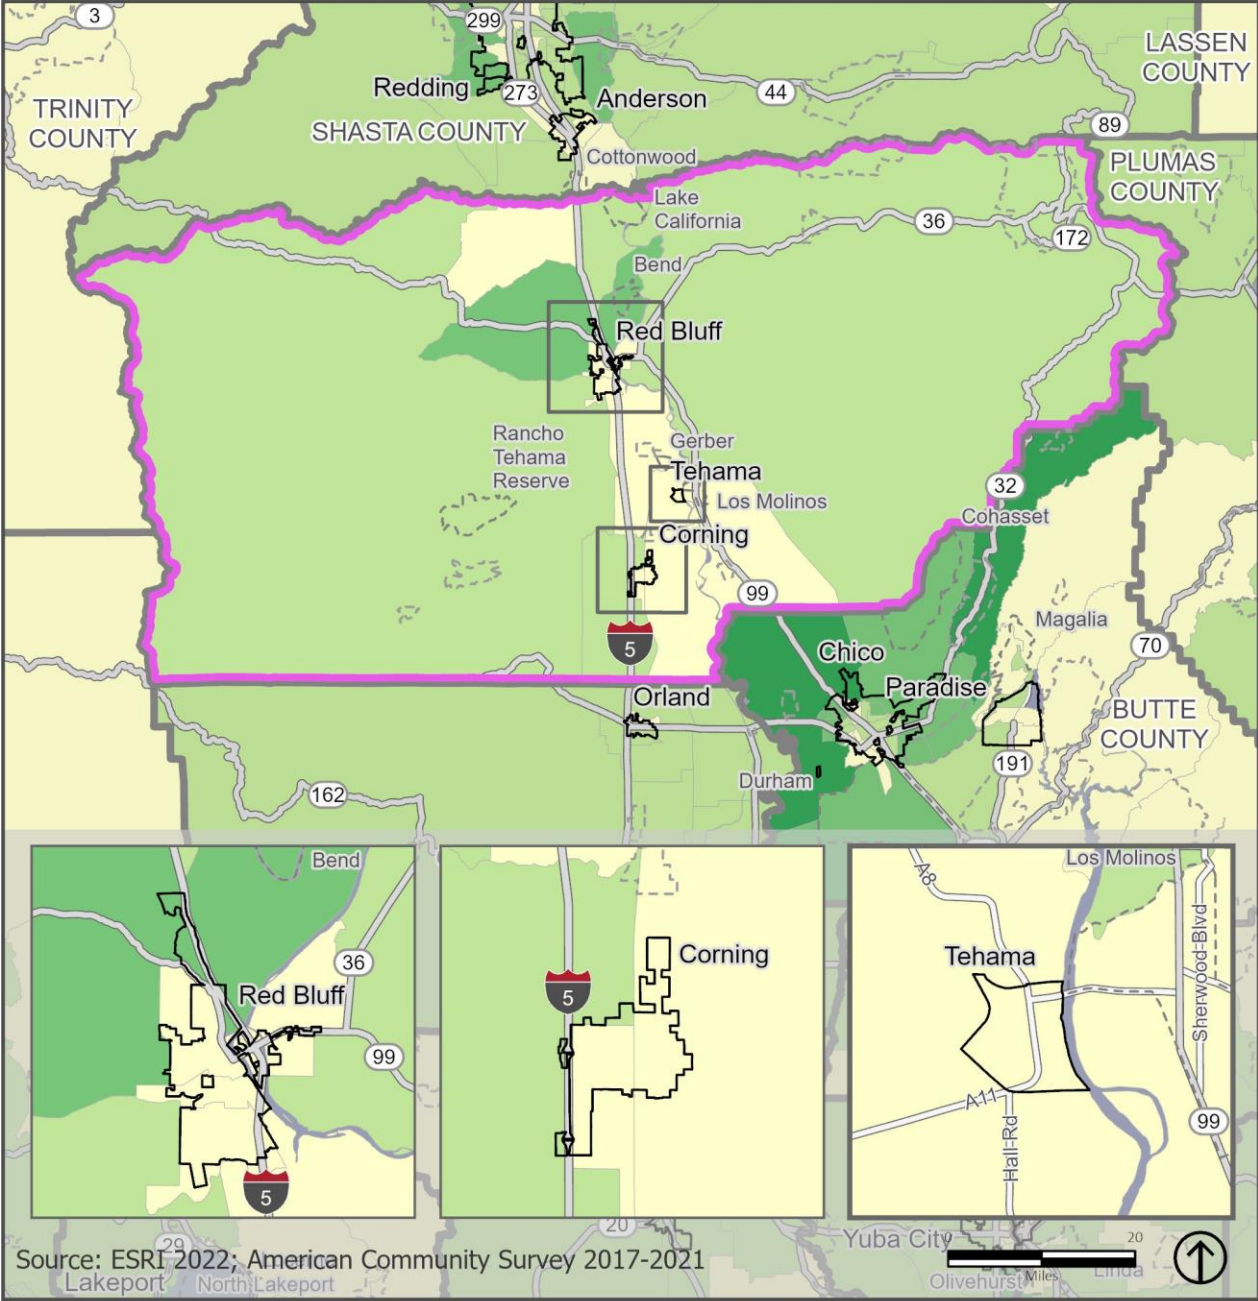 3
299
LASSEN
COUNTY
Redding
273
Anderson
44
TRINITY
COUNTY
SHASTA COUNTY
89
Cottonwood
PLUMAS
COUNTY
Lake
California
36
172
Bend
Red Bluff
Rancho
Tehama
Reserve
Gerber
Tehama
32
Los Molinos
Cohasset
Corning
99
Magalia
5
70
Chico
Orland
Paradise
BUTTE
COUNTY
191
Durham
162
Bend
36
Red Bluff
99
5
Corning
5
Los Molinos
A8
Tehama
Sherwood Blvd
A11
Hall Rd
99
20
29
Yuba City
0
20
Source: ESRI 2022; American Community Survey 2017-2021
Miles
Linda
Lakeport
North Lakeport
Olivehurst